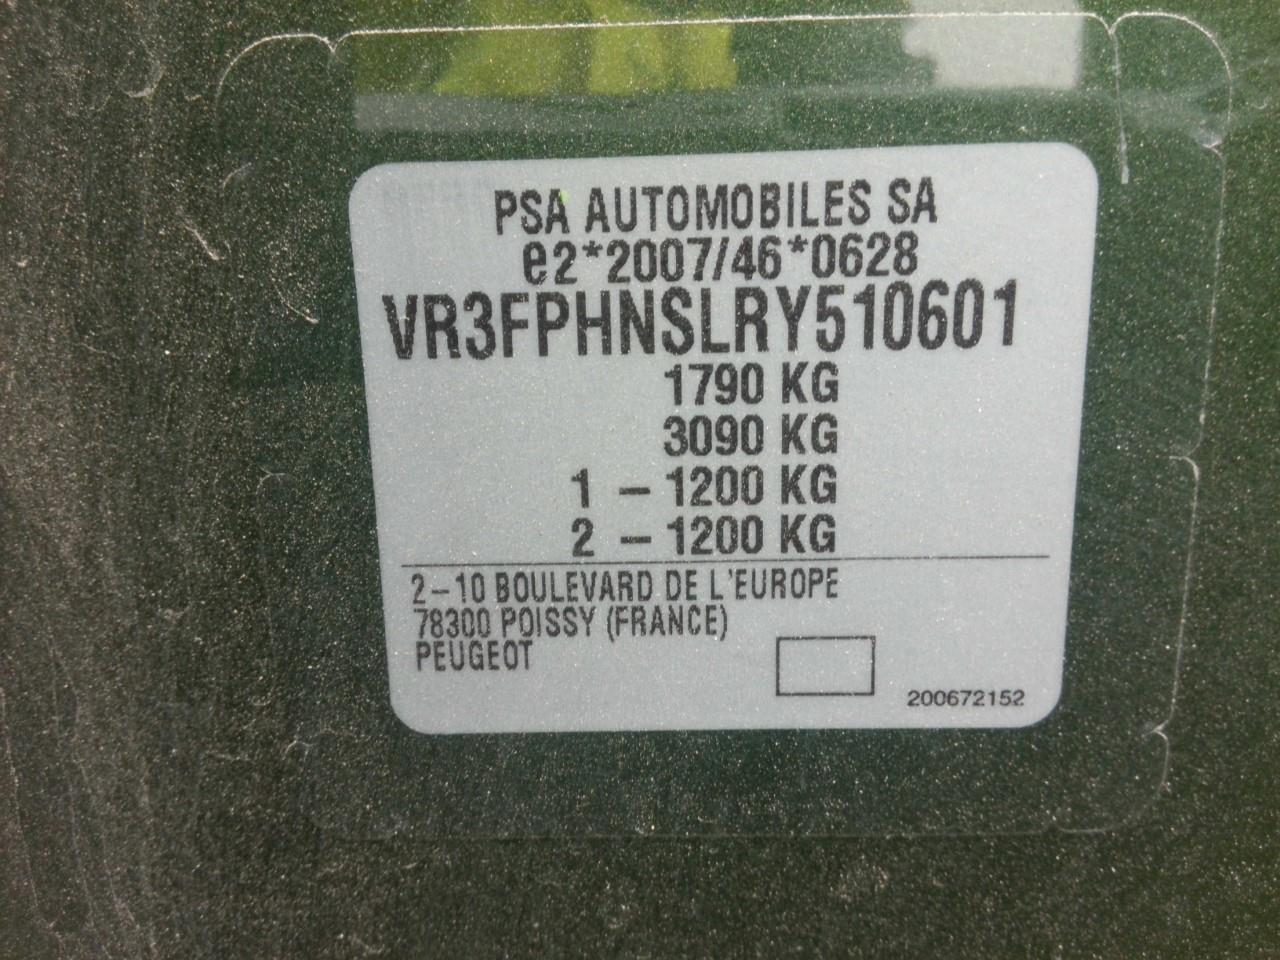 PSA AUTOMOBILES SA
e2*2007/46*0628
VR3FPHNSLRY510601
1790 KG
3090 KG
1 – 1200 KG
2 – 1200 KG
2–10 BOULEVARD DE L'EUROPE
78300 POISSY (FRANCE)
PEUGEOT
200672152